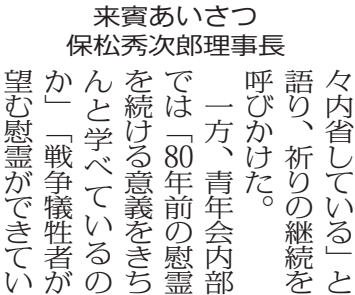 来賓あいさつ
保松秀次郎理事長
々内省している」と
語り、祈りの継続を
呼びかけた。
一方、青年会内部
では「80年前の慰霊
を続ける意義をきち
んと学べているの
か」「戦争犠牲者が
望む慰霊ができてい